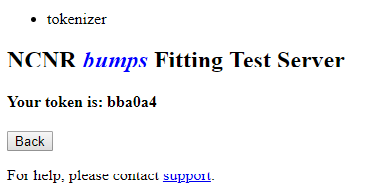 tokenizer
NCNR bumps Fitting Test Server
Your token is: bba0a4
Back
For help, please contact support.